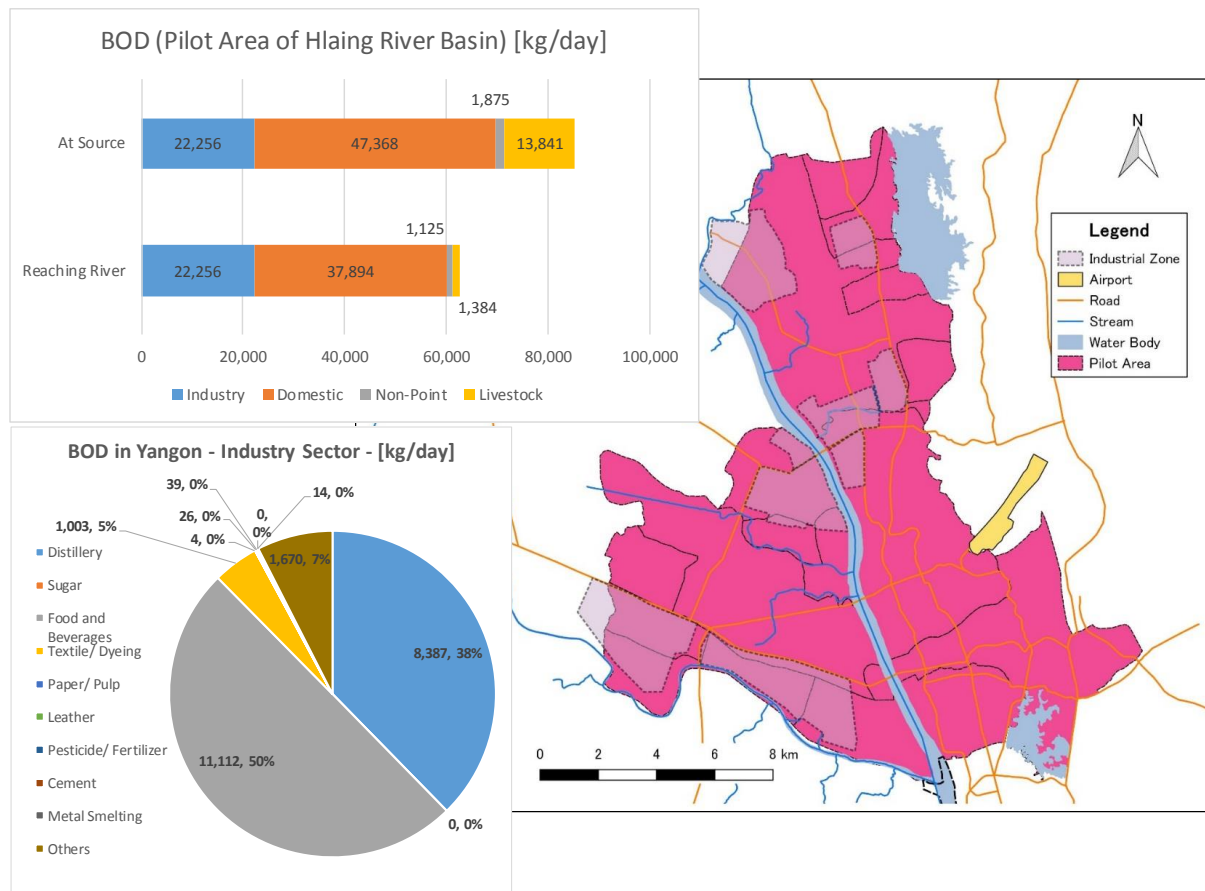 BOD (Pilot Area of Hlaing River Basin) [kg/day]
1,875
At Source
22,256
47,368
13,841
1,125
Reaching River
22,256
37,894
1,384
0
20,000
40,000
60,000
80,000
100,000
Industry
Domestic
Non-Point
Livestock
BOD in Yangon - Industry Sector - [kg/day]
39, 0%
0,
0%
14, 0%
26, 0%
1,003, 5%
4, 0%
1,670, 7%
8,387, 38%
11,112, 50%
0, 0%
Distillery
Sugar
Food and
Beverages
Textile/ Dyeing
Paper/ Pulp
Leather
Pesticide/ Fertilizer
Cement
Metal Smelting
Others
N
Legend
Industrial Zone
Airport
Road
Stream
Water Body
Pilot Area
0
2
4
6
8 km